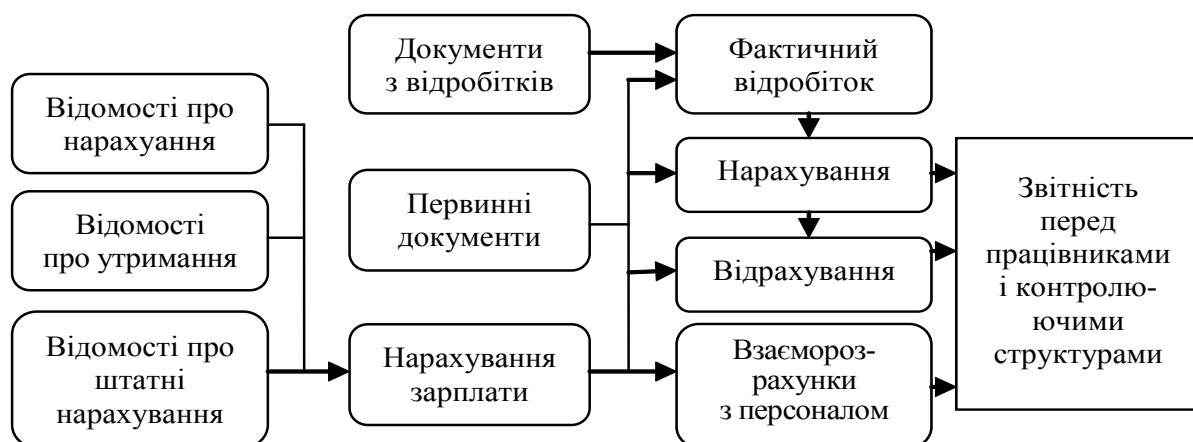 Відомості про
нарахуання
Відомості
про утримання
Відомості про
штатні
нарахування
Документи
з відробітків
Первинні
документи
Нарахування
зарплати
Фактичний
відробіток
Нарахування
Відрахування
Взаємороз-
рахунки
з персоналом
Звітність
перед
працівниками
і контролю-
ючими
структурами